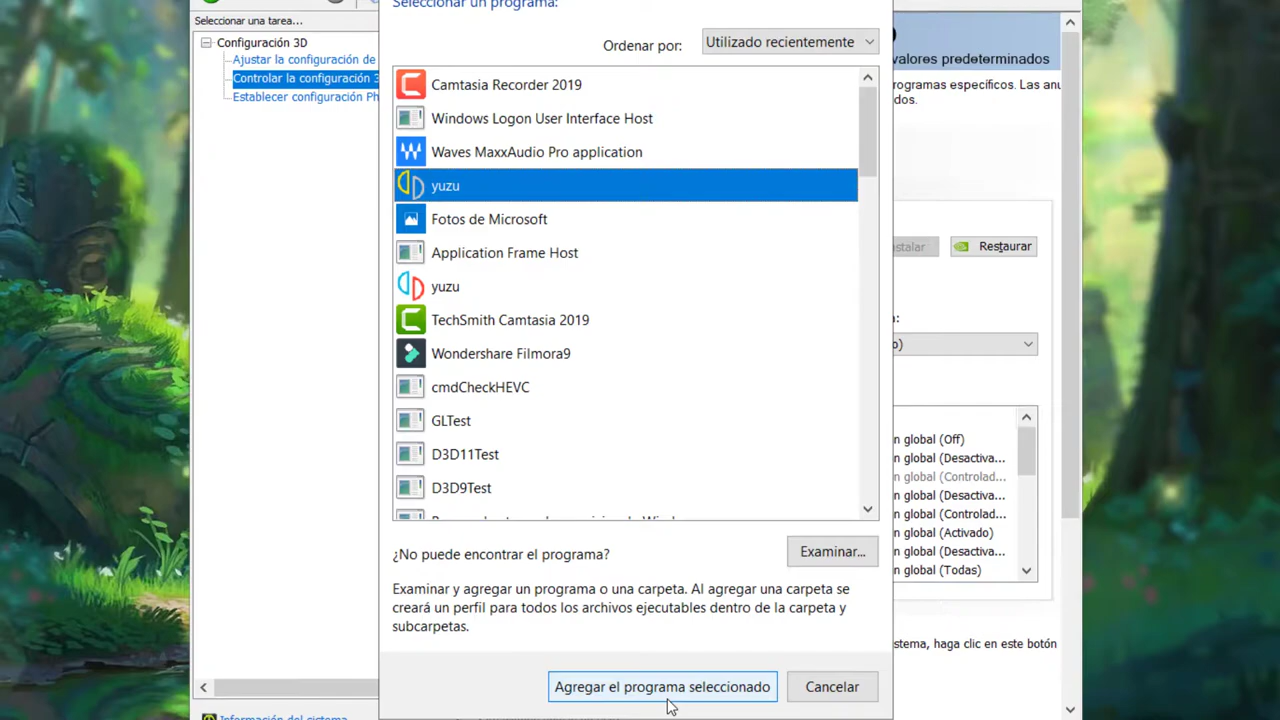 Seleccionar una tarea...
Configuración 3D
Ajustar la configuración de
Controlar la configuración 3
Establecer configuración Ph
Seleccionar un programa:
Ordenar por:
Utilizado recientemente
Camtasia Recorder 2019
Windows Logon User Interface Host
Waves MaxxAudio Pro application
yuzu
Fotos de Microsoft
Application Frame Host
yuzu
TechSmith Camtasia 2019
Wondershare Filmora9
cmdCheckHEVC
GLTest
D3D11Test
D3D9Test
¿No puede encontrar el programa?
Examinar...
Examinar y agregar un programa o una carpeta. Al agregar una carpeta se
creará un perfil para todos los archivos ejecutables dentro de la carpeta y
subcarpetas.
Agregar el programa seleccionado
Cancelar
valores predeterminados
rogramas específicos. Las anu
dos.
stalar
Restaurar
n global (Off)
n global (Desactiva...
n global (Controlad...
n global (Desactiva...
n global (Controlad...
n global (Activado)
n global (Desactiva...
n global (Todas)
stema, haga clic en este botón
Información del sistema